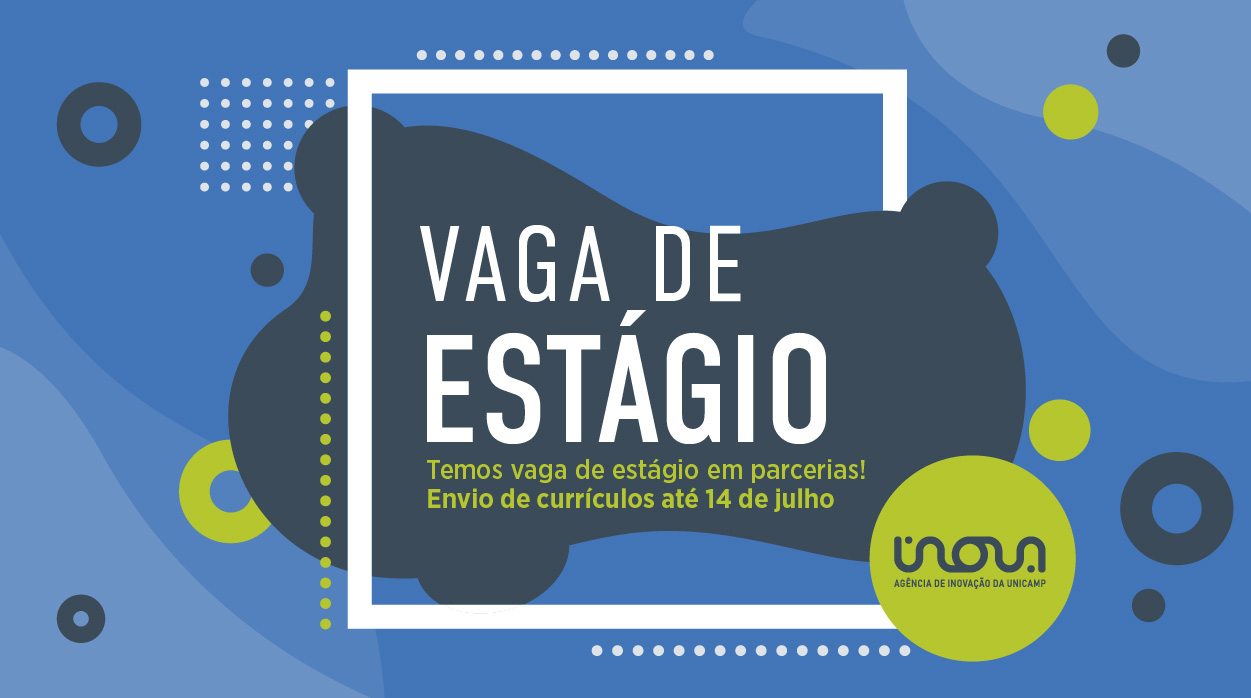 VAGA DE
ESTÁGIO
Temos vaga de estágio em parcerias!
Envio de currículos até 14 de julho
inova
AGÊNCIA DE INOVAÇÃO DA UNICAMP